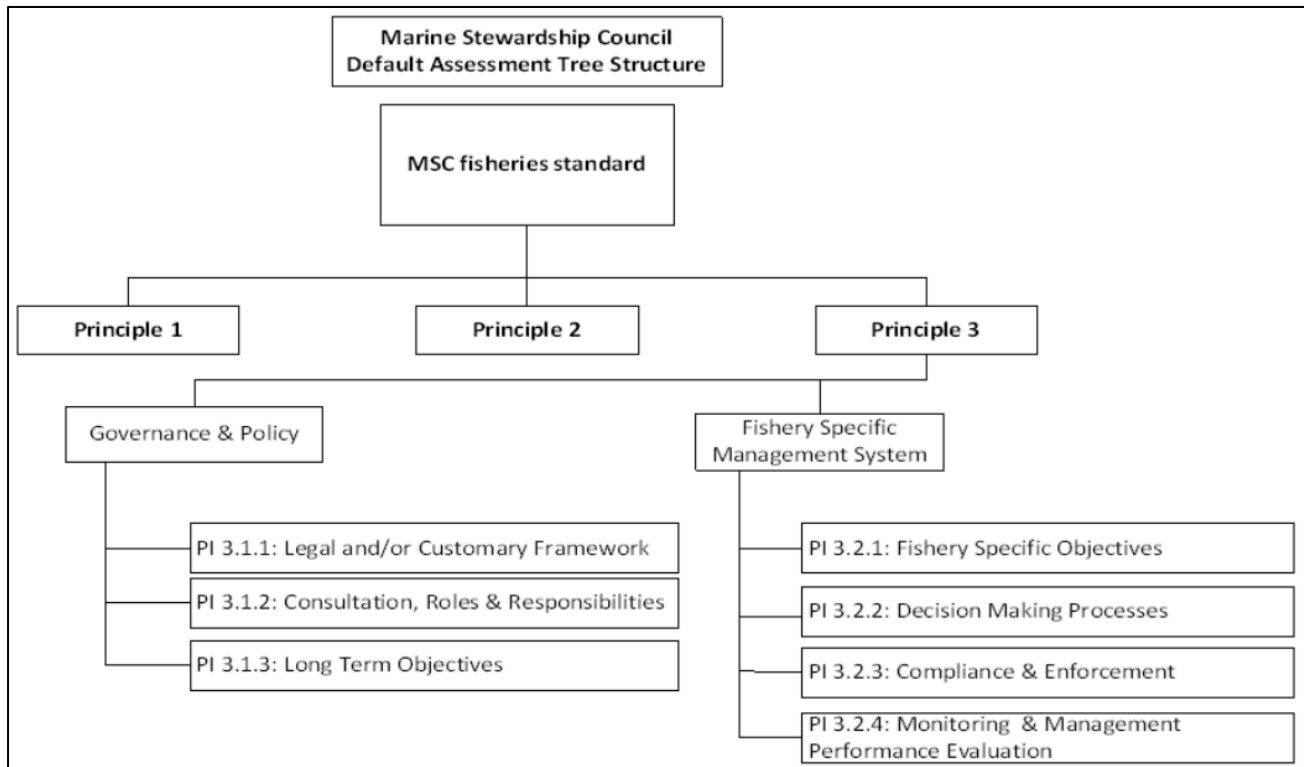 Marine Stewardship Council
Default Assessment Tree Structure
MSC fisheries standard
Principle 1
Principle 2
Principle 3
Governance & Policy
Fishery Specific
Management System
PI 3.1.1: Legal and/or Customary Framework
PI 3.1.2: Consultation, Roles & Responsibilities
PI 3.1.3: Long Term Objectives
PI 3.2.1: Fishery Specific Objectives
PI 3.2.2: Decision Making Processes
PI 3.2.3: Compliance & Enforcement
PI 3.2.4: Monitoring & Management
Performance Evaluation